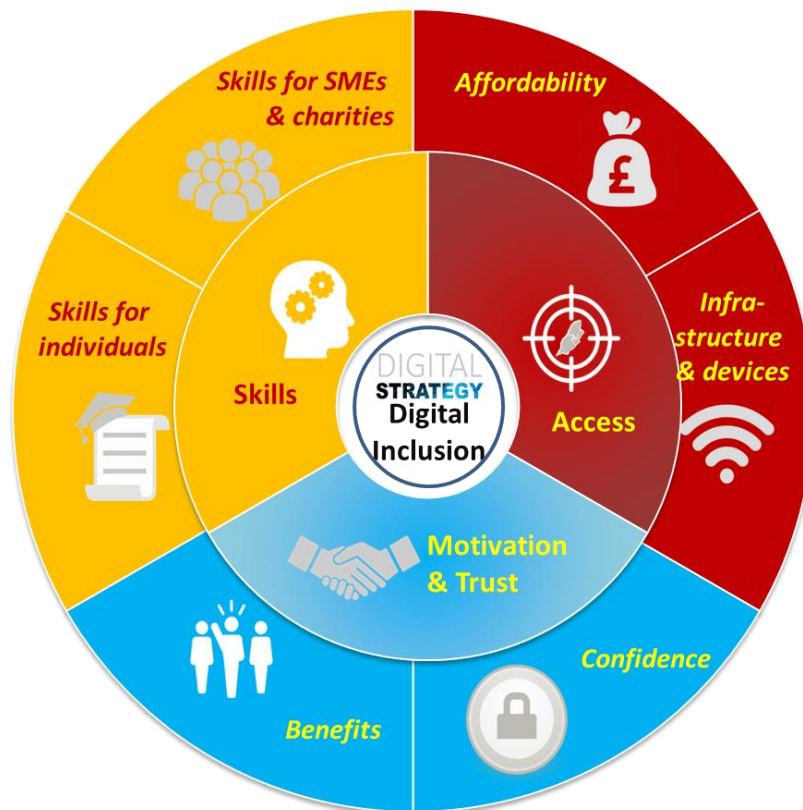 Skills for SMEs
& charities
Affordability
£
Skills for
individuals
Infra-
structure
& devices
Skills
Access
DIGITAL
STRATEGY
Digital
Inclusion
Motivation
& Trust
Benefits
Confidence